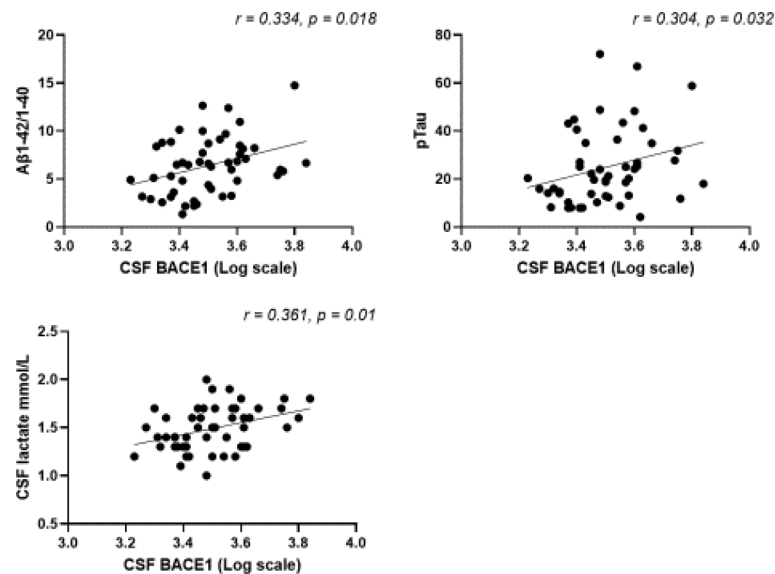 r = 0.334, p = 0.018
Aβ1-42/1-40
20
15
10
5
0
3.0 3.2 3.4 3.6 3.8 4.0
CSF BACE1 (Log scale)
r = 0.304, p = 0.032
pTau
80
60
40
20
0
3.0 3.2 3.4 3.6 3.8 4.0
CSF BACE1 (Log scale)
r = 0.361, p = 0.01
CSF lactate mmol/L
2.5
2.0
1.5
1.0
0.5
3.0 3.2 3.4 3.6 3.8 4.0
CSF BACE1 (Log scale)